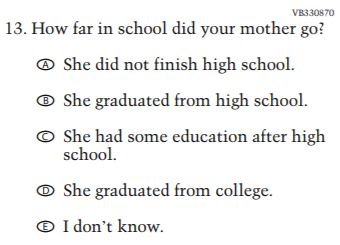 VB330870
13. How far in school did your mother go?
Ⓐ She did not finish high school.
Ⓑ She graduated from high school.
Ⓒ She had some education after high
school.
Ⓓ She graduated from college.
Ⓔ I don't know.